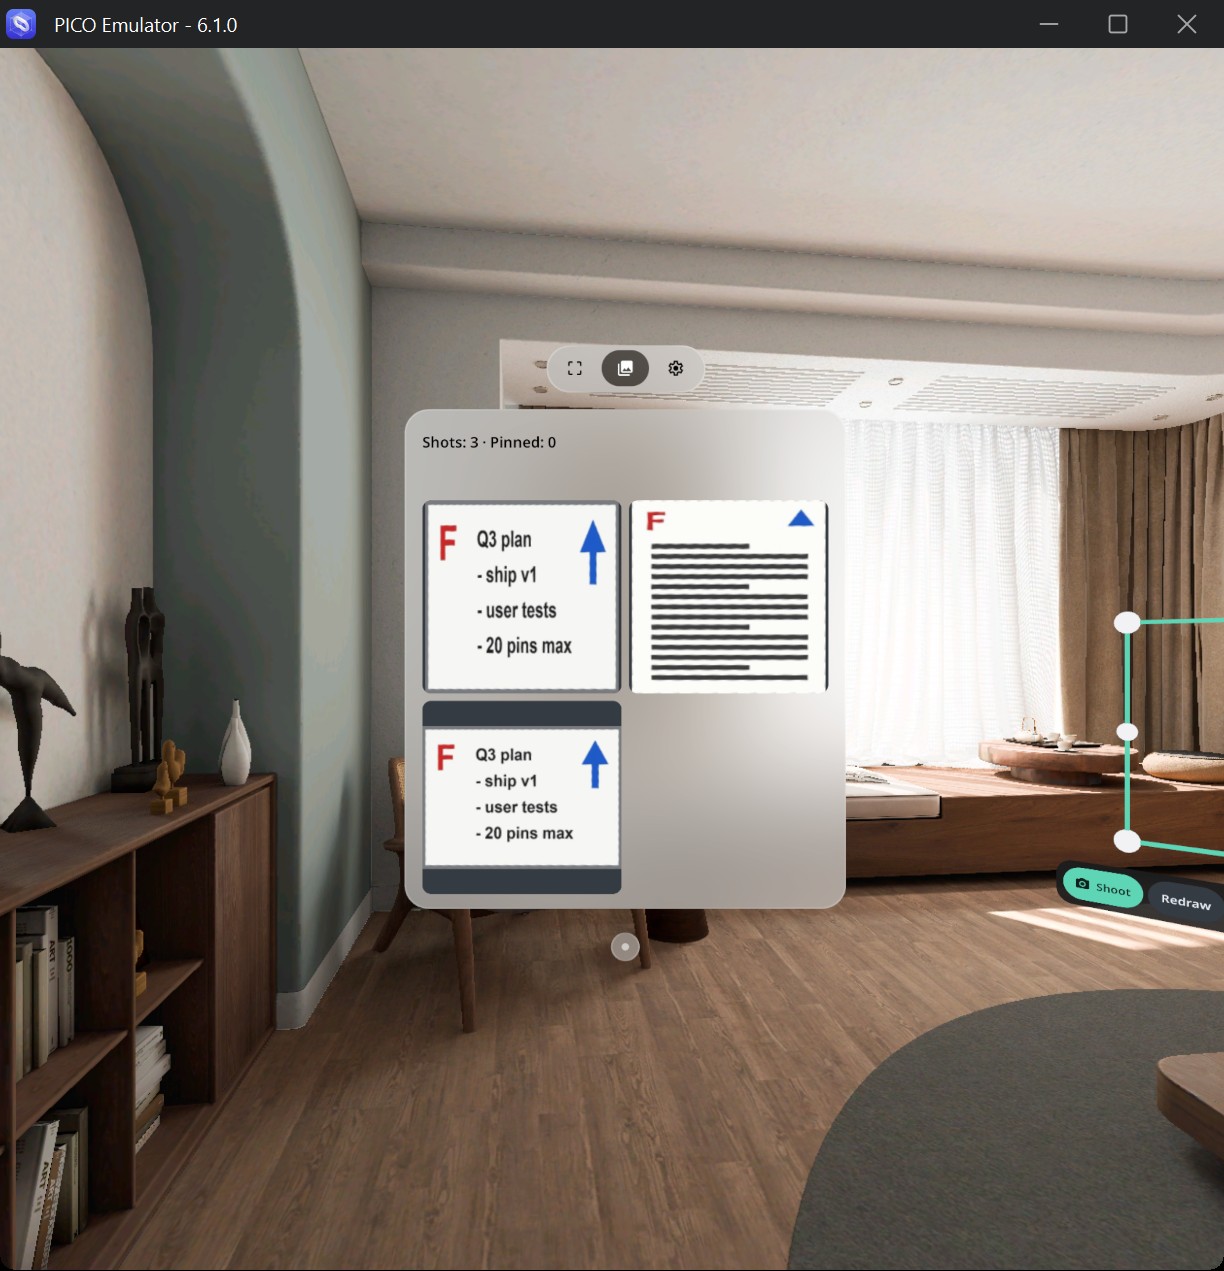 PICO Emulator - 6.1.0
Shots: 3 · Pinned: 0
F
Q3 plan
- ship v1
- user tests
- 20 pins max
F
F
Q3 plan
- ship v1
- user tests
- 20 pins max
Shoot
Redraw